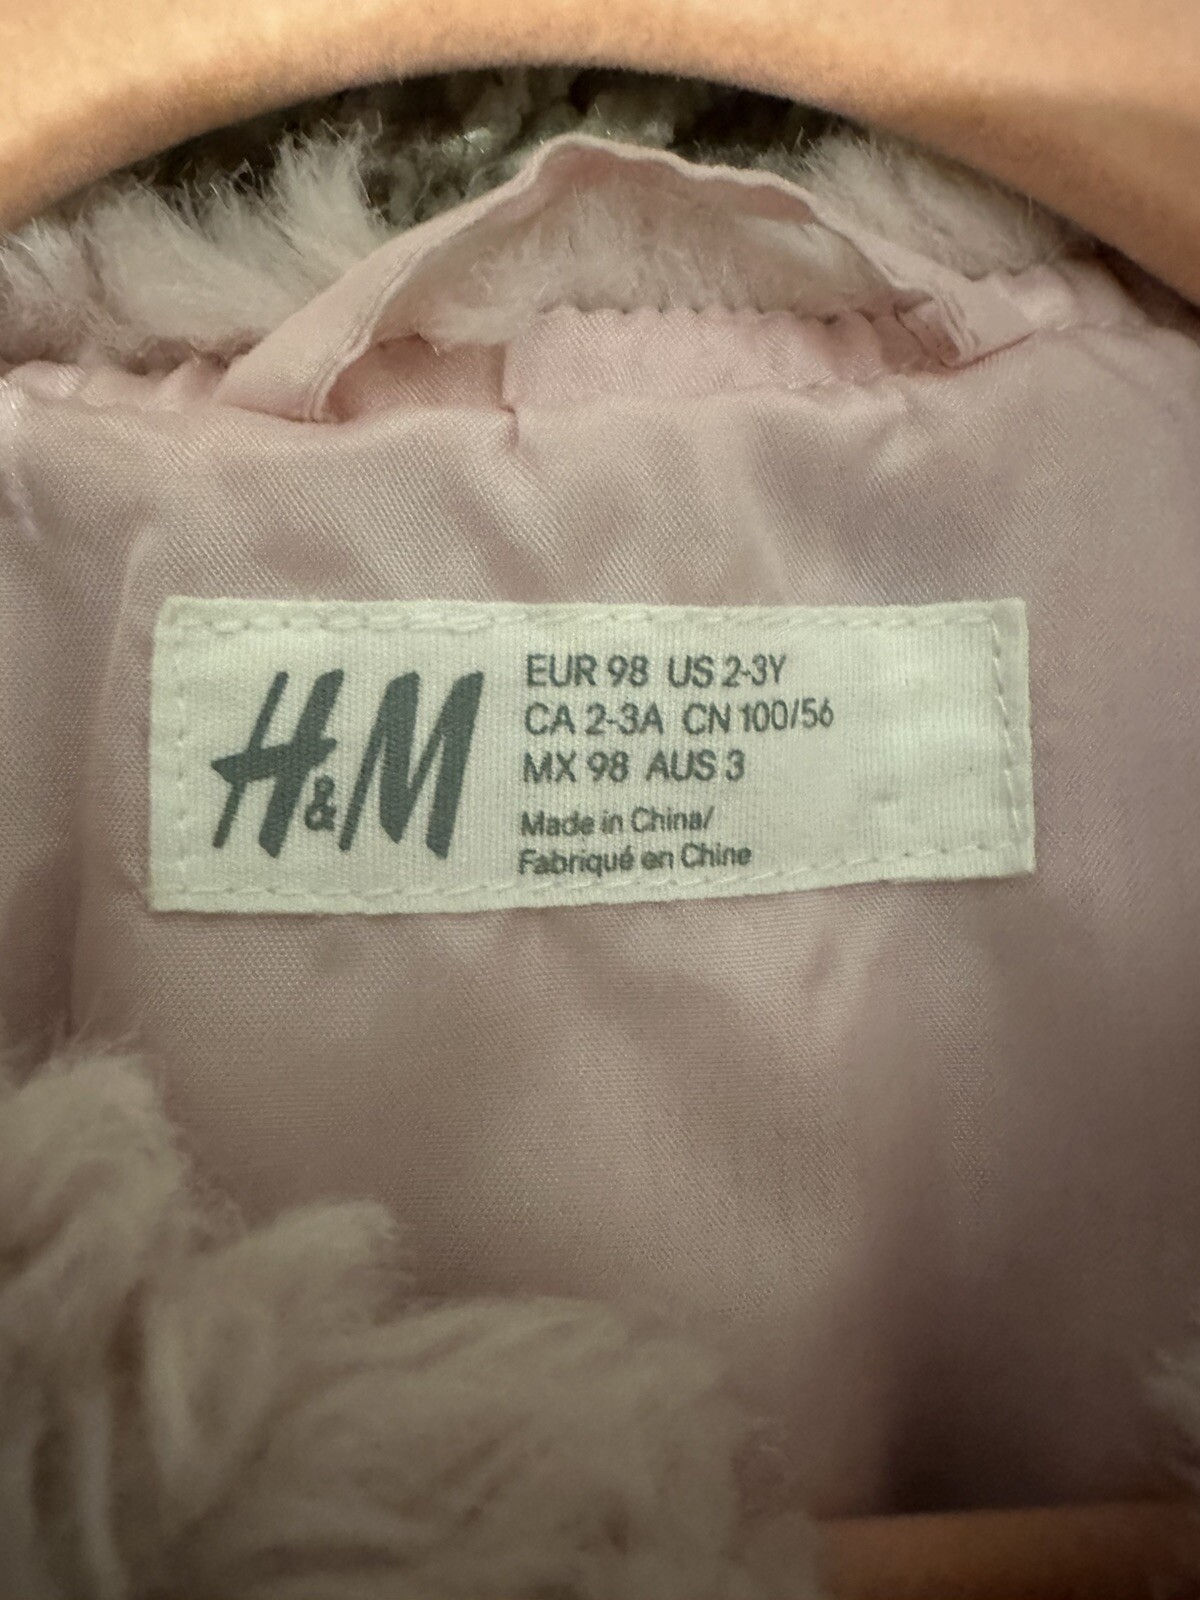 H&M
EUR 98 US 2-3Y
CA 2-3A CN 100/56
MX 98 AUS 3
Made in China/
Fabriqué en Chine